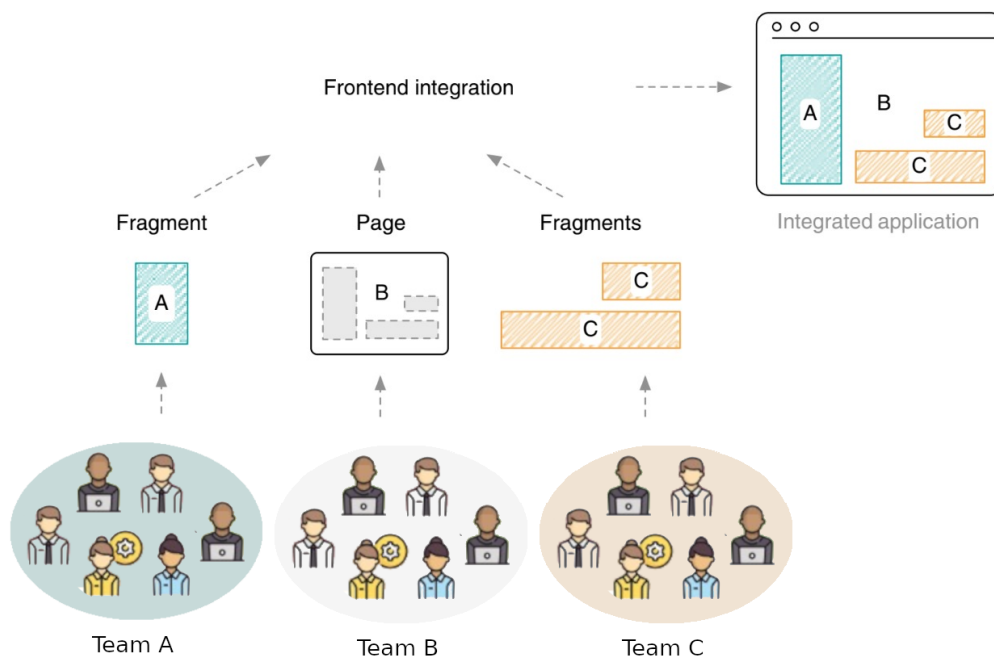 Frontend integration
A
B
C
C
Integrated application
Fragment
Page
Fragments
A
B
C
C
Team A
Team B
Team C